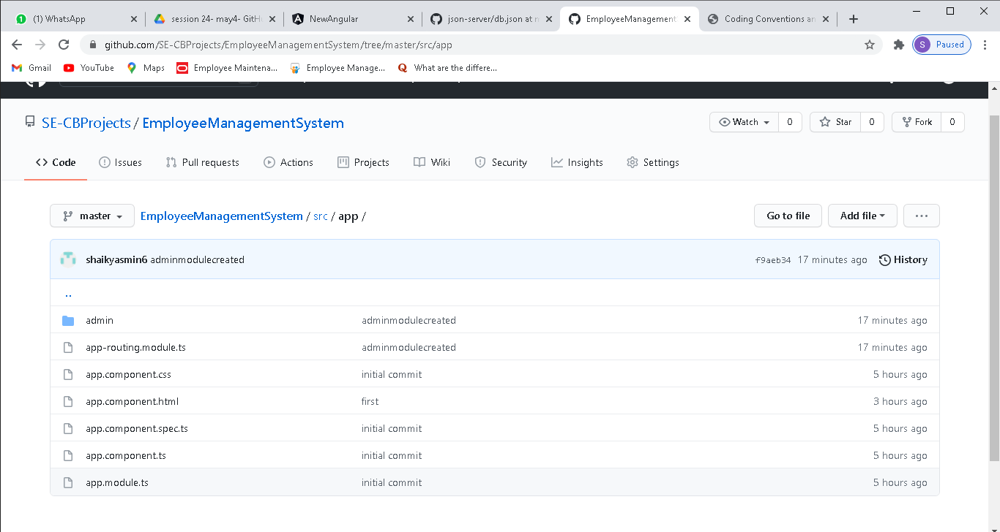 (1) WhatsApp
session 24- may4- GitH
NewAngular
json-server/db.json at m
EmployeeManagement
Coding Conventions an
github.com/SE-CBProjects/EmployeeManagementSystem/tree/master/src/app
S Paused
Gmail YouTube Maps Employee Maintena... Employee Manage... What are the differe...
SE-CBProjects / EmployeeManagementSystem
Watch 0 Star 0 Fork 0
Code Issues Pull requests Actions Projects Wiki Security Insights Settings
master EmployeeManagementSystem / src / app /
Go to file Add file ...
shaikyasmin6 adminmodulecreated f9aeb34 17 minutes ago History
..
admin adminmodulecreated 17 minutes ago
app-routing.module.ts adminmodulecreated 17 minutes ago
app.component.css initial commit 5 hours ago
app.component.html first 3 hours ago
app.component.spec.ts initial commit 5 hours ago
app.component.ts initial commit 5 hours ago
app.module.ts initial commit 5 hours ago